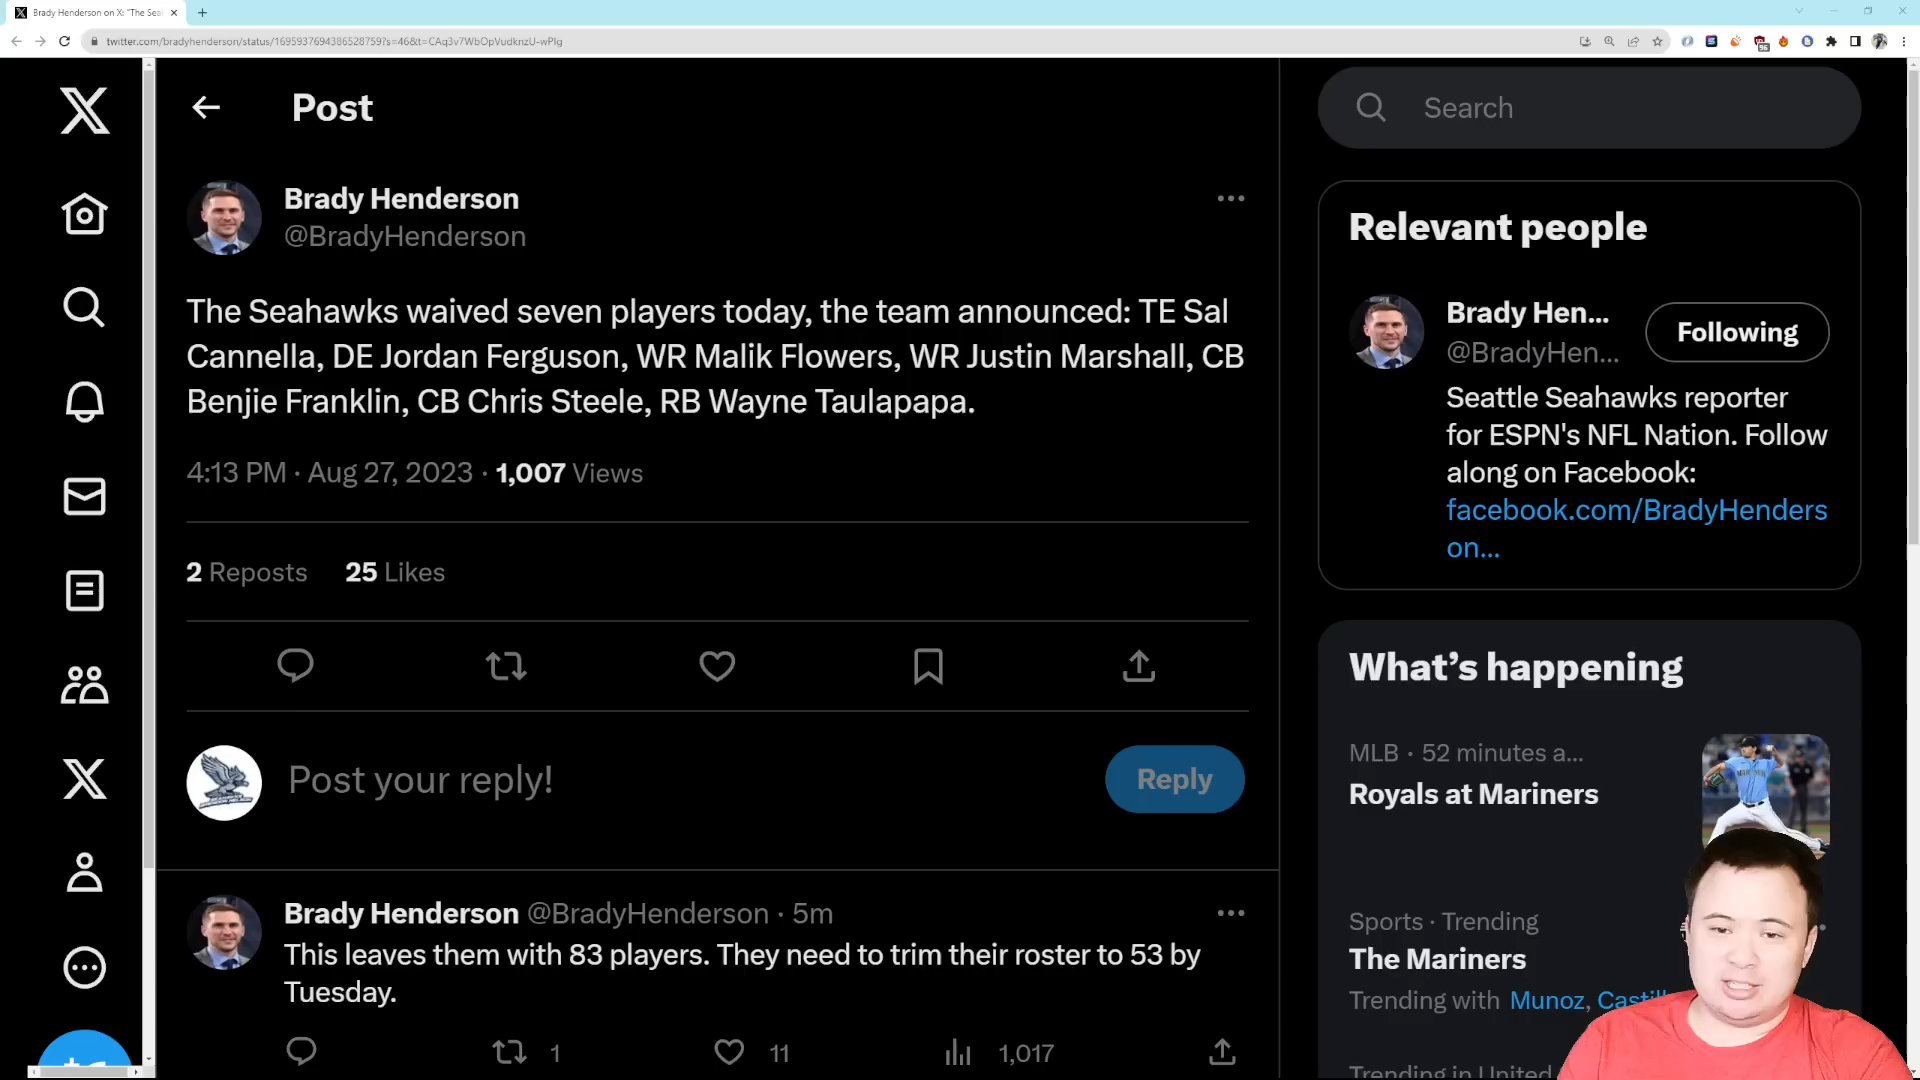 Brady Henderson on X: "The Sea
twitter.com/bradyhenderson/status/1695937694386528759?s=46&t=CAq3v7WbOpVudknzU-wPlg
Post
Search
Brady Henderson
@BradyHenderson
The Seahawks waived seven players today, the team announced: TE Sal
Cannella, DE Jordan Ferguson, WR Malik Flowers, WR Justin Marshall, CB
Benjie Franklin, CB Chris Steele, RB Wayne Taulapapa.
4:13 PM · Aug 27, 2023 · 1,007 Views
2 Reposts 25 Likes
Post your reply!
Reply
Brady Henderson @BradyHenderson · 5m
This leaves them with 83 players. They need to trim their roster to 53 by
Tuesday.
1 11 1,017
Relevant people
Brady Hen...
@BradyHen...
Following
Seattle Seahawks reporter
for ESPN's NFL Nation. Follow
along on Facebook:
facebook.com/BradyHenders
on...
What's happening
MLB · 52 minutes a...
Royals at Mariners
Sports · Trending
The Mariners
Trending with Munoz, Castill
Trending in United